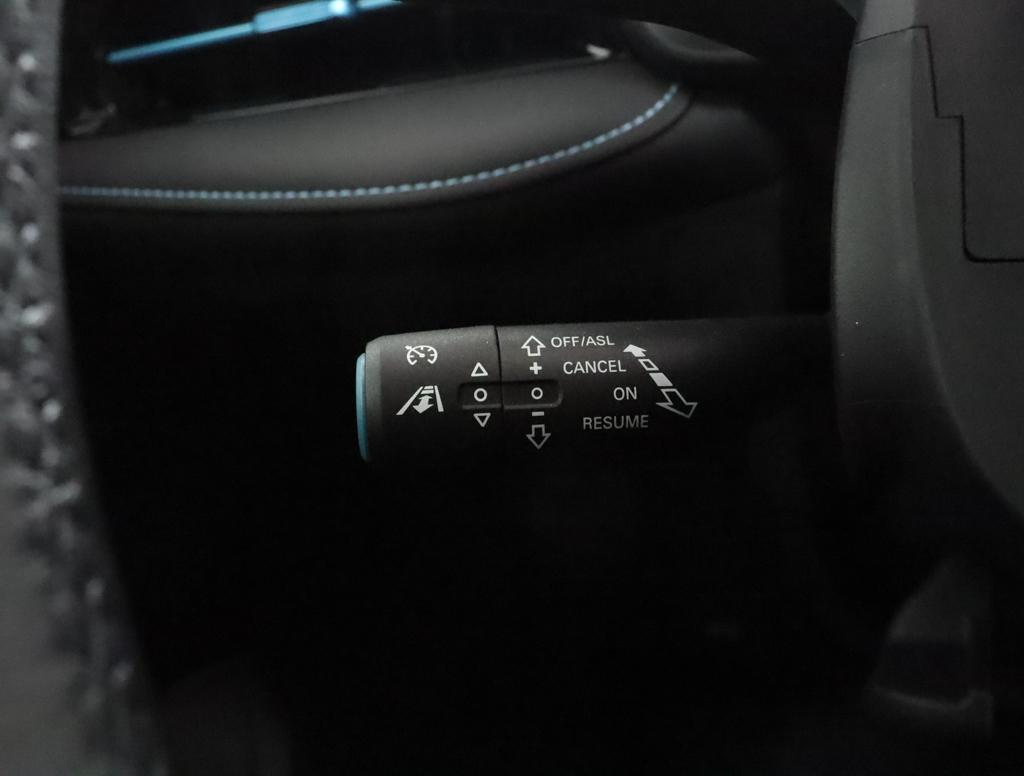 OFF/ASL
+ CANCEL
ON
-
RESUME